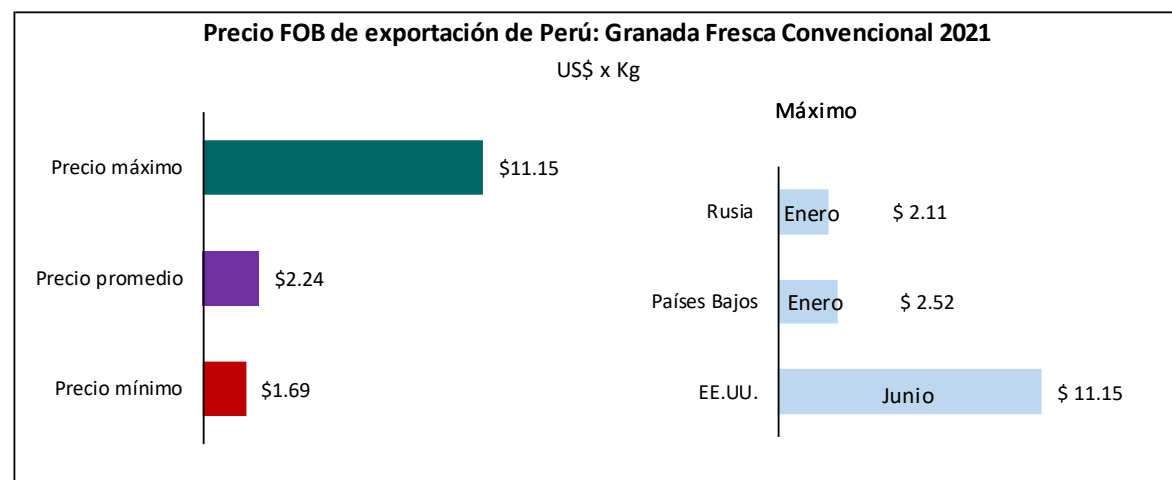 Precio FOB de exportación de Perú: Granada Fresca Convencional 2021
US$ x Kg
Precio máximo
$11.15
Precio promedio
$2.24
Precio mínimo
$1.69
Máximo
Rusia
Enero
$ 2.11
Países Bajos
Enero
$ 2.52
EE.UU.
Junio
$ 11.15